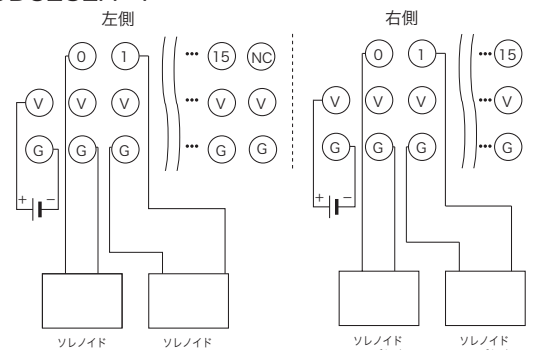 左側
右側
0 1 … 15 NC
V V V … V V
G G G … G G
+ −
ソレノイド ソレノイド
0 1 … 15
V V V … V
G G G … G
+ −
ソレノイド ソレノイド